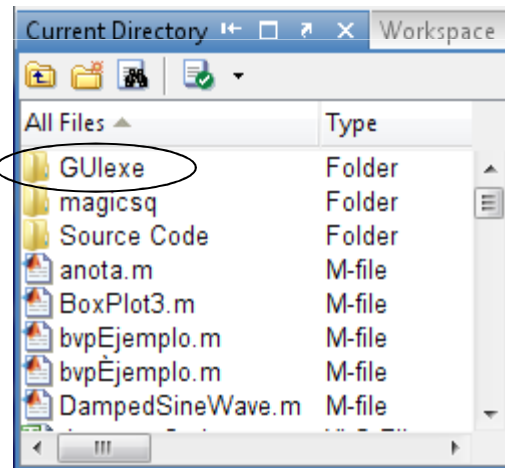 Current Directory Workspace
All Files Type
GUIexe Folder
magicsq Folder
Source Code Folder
anota.m M-file
BoxPlot3.m M-file
bvpEjemplo.m M-file
bvpÈjemplo.m M-file
DampedSineWave.m M-file